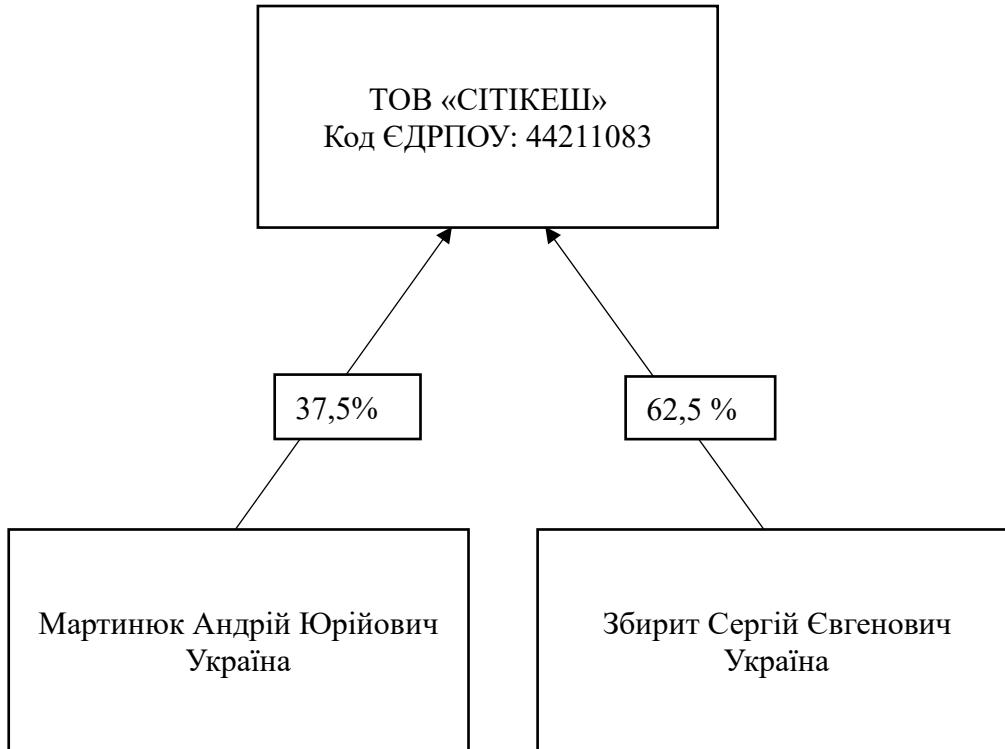 ТОВ «СІТІКЕШ»
Код ЄДРПОУ: 44211083
37,5%
62,5 %
Мартинюк Андрій Юрійович
Україна
Збирит Сергій Євгенович
Україна